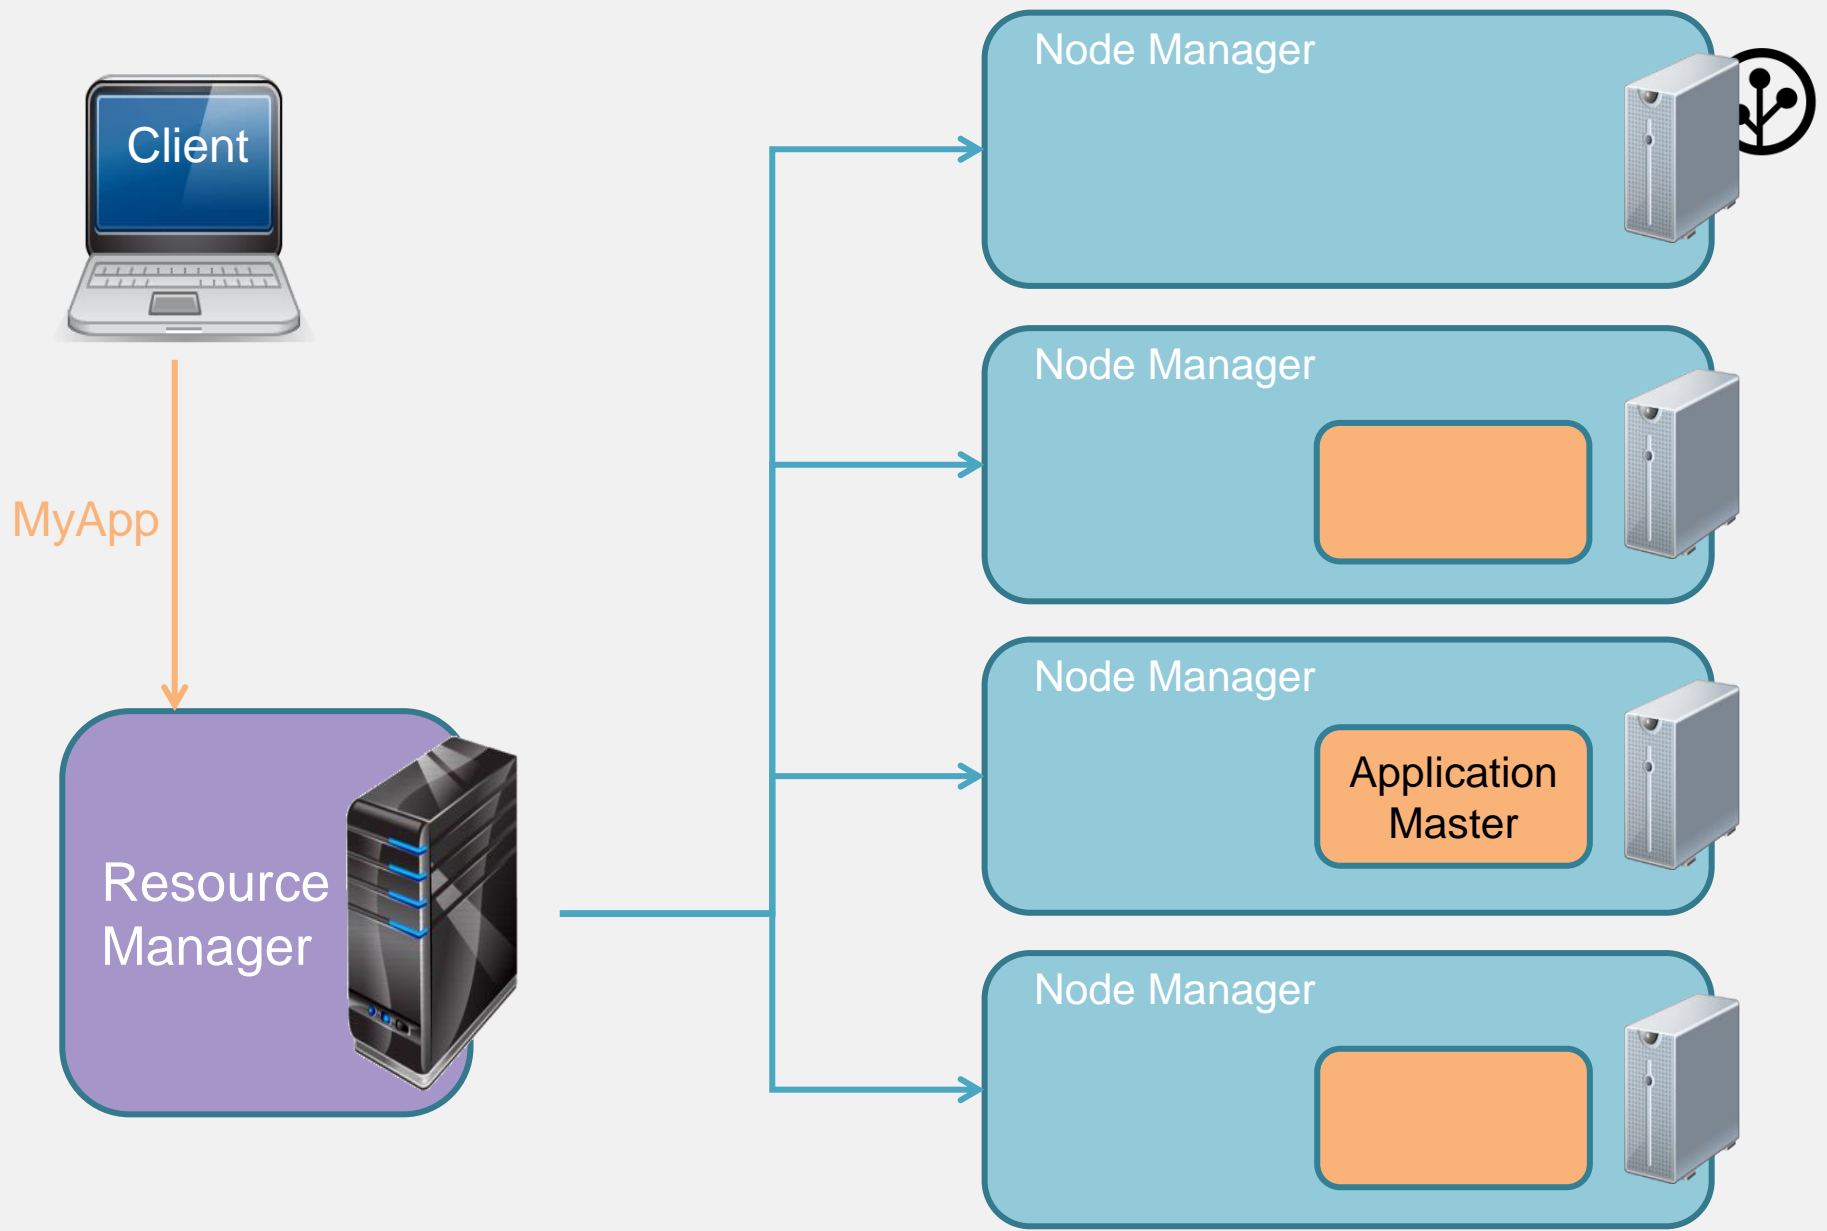 Client
MyApp
Resource
Manager
Node Manager
Node Manager
Node Manager
Application
Master
Node Manager